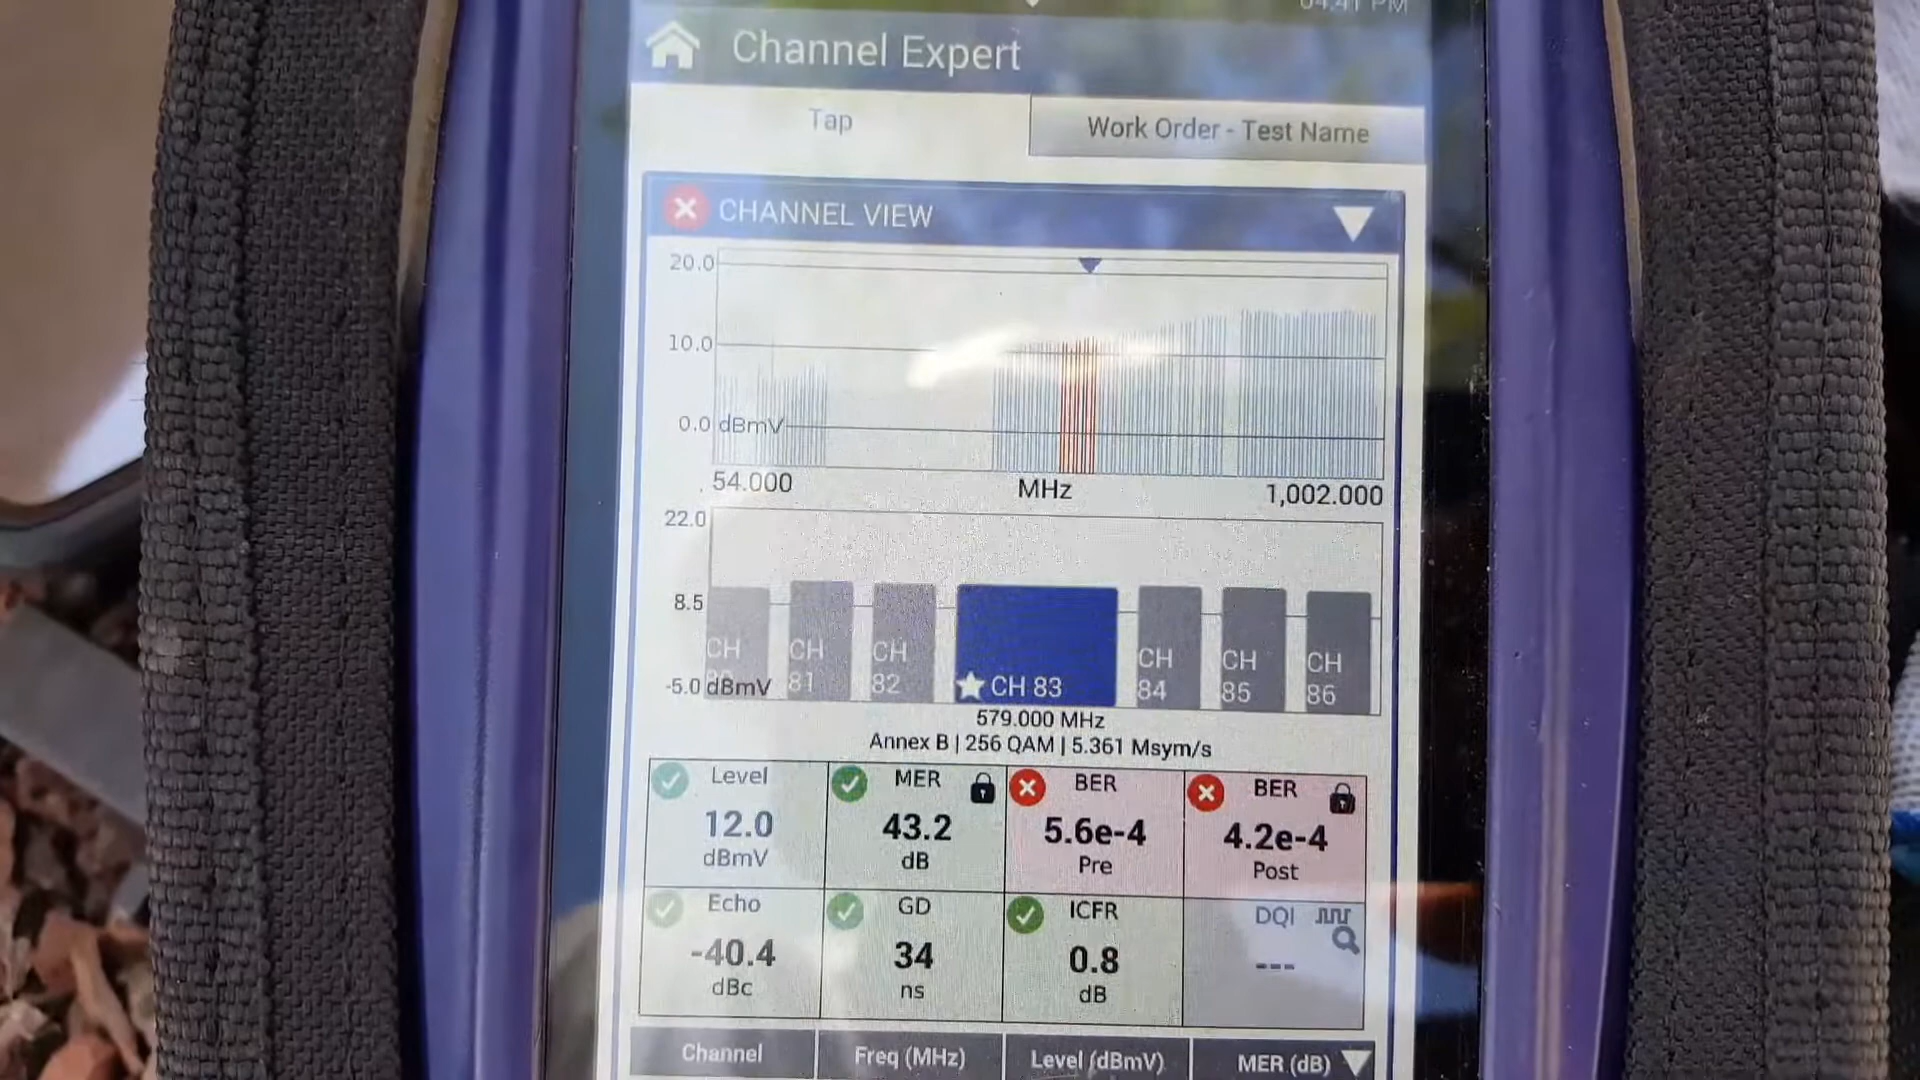 04:41 PM
Channel Expert
Tap
Work Order - Test Name
CHANNEL VIEW
20.0
10.0
0.0 dBmV
54.000
MHz
1,002.000
22.0
8.5
-5.0 dBmV
CH
CH 81
CH 82
CH 83
CH 84
CH 85
CH 86
579.000 MHz
Annex B | 256 QAM | 5.361 Msym/s
Level
12.0
dBmV
MER
43.2
dB
BER
5.6e-4
Pre
BER
4.2e-4
Post
Echo
-40.4
dBc
GD
34
ns
ICFR
0.8
dB
DQI
---
Channel
Freq (MHz)
Level (dBmV)
MER (dB)